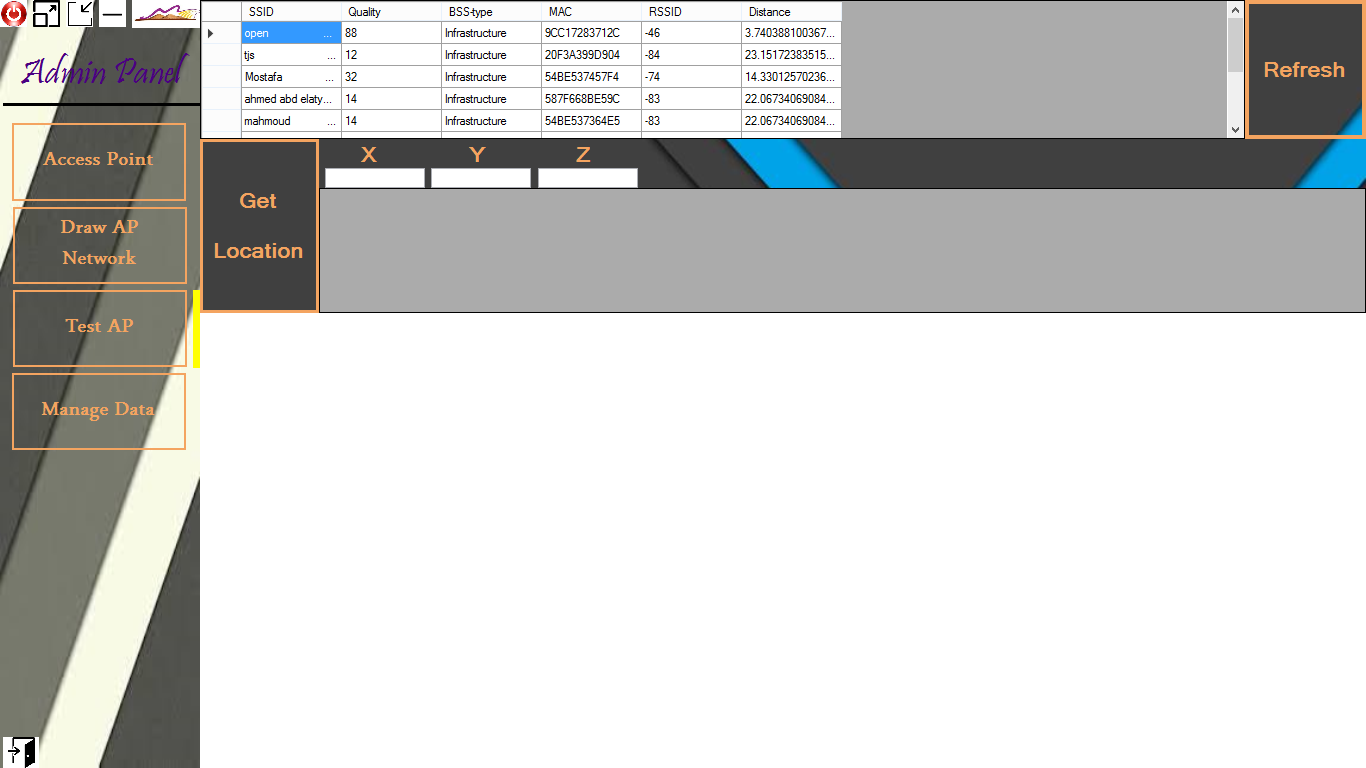 SSID Quality BSS-type MAC RSSID Distance
open ... 88 Infrastructure 9CC17283712C -46 3.740388100367...
tjs ... 12 Infrastructure 20F3A399D904 -84 23.15172383515...
Mostafa ... 32 Infrastructure 54BE537457F4 -74 14.33012570236...
ahmed abd elaty... 14 Infrastructure 587F668BE59C -83 22.06734069084...
mahmoud ... 14 Infrastructure 54BE537364E5 -83 22.06734069084...
Refresh
Admin Panel
Access Point
Draw AP
Network
Test AP
Manage Data
X Y Z
Get
Location